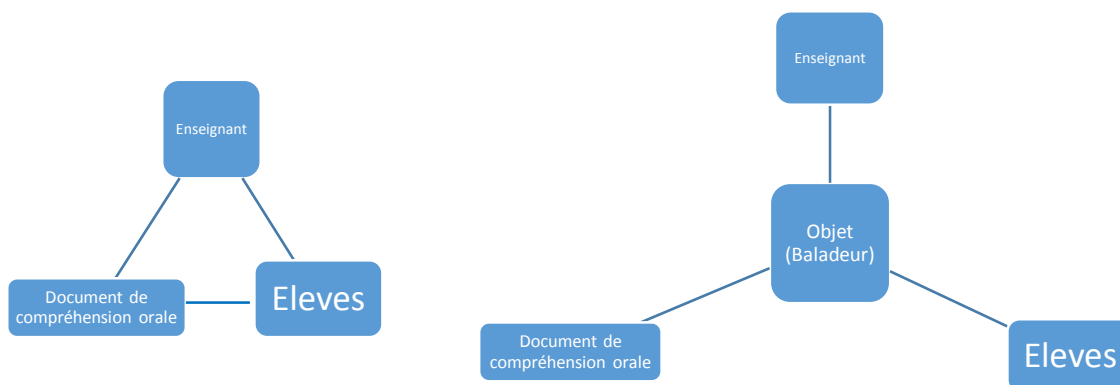 Enseignant
Document de
compréhension orale
Eleves
Enseignant
Objet
(Baladeur)
Document de
compréhension orale
Eleves